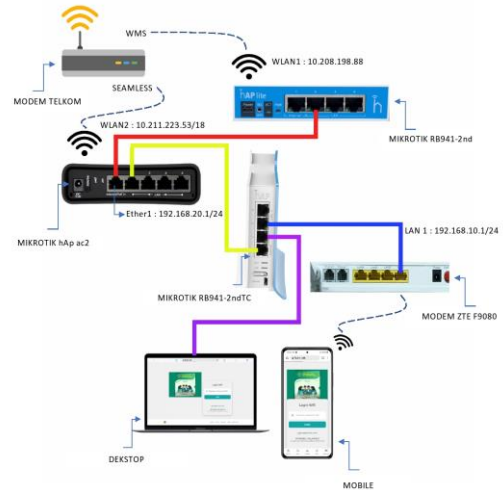 WMS
WLAN1 : 10.208.198.88
SEAMLESS
MODEM TELKOM
hAP lite
MIKROTIK RB941-2nd
WLAN2 : 10.211.223.53/18
Ether1 : 192.168.20.1/24
LAN 1 : 192.168.10.1/24
MIKROTIK hAp ac2
MIKROTIK RB941-2ndTC
MODEM ZTE F9080
DEKSTOP
MOBILE